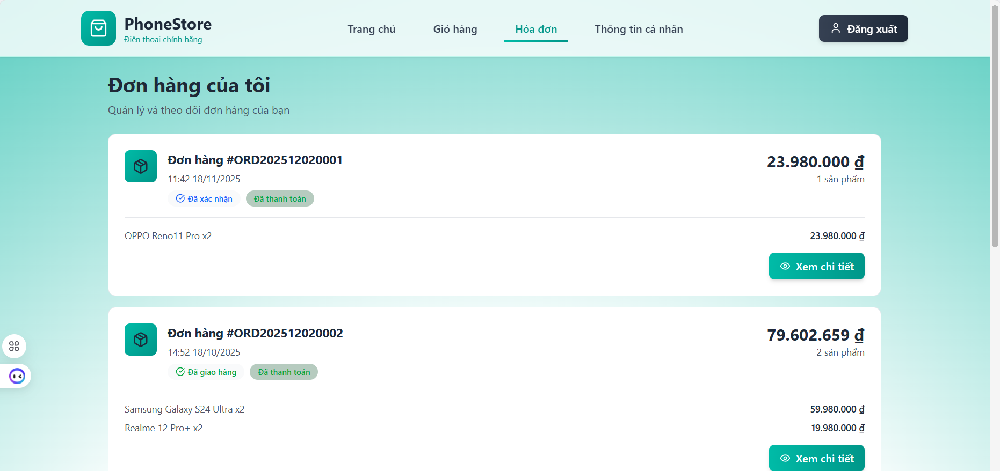 PhoneStore
Điện thoại chính hãng
Trang chủ
Giỏ hàng
Hóa đơn
Thông tin cá nhân
Đăng xuất
Đơn hàng của tôi
Quản lý và theo dõi đơn hàng của bạn
Đơn hàng #ORD202512020001
23.980.000 ₫
11:42 18/11/2025
1 sản phẩm
Đã xác nhận
Đã thanh toán
OPPO Reno11 Pro x2
23.980.000 ₫
Xem chi tiết
Đơn hàng #ORD202512020002
79.602.659 ₫
14:52 18/10/2025
2 sản phẩm
Đã giao hàng
Đã thanh toán
Samsung Galaxy S24 Ultra x2
59.980.000 ₫
Realme 12 Pro+ x2
19.980.000 ₫
Xem chi tiết